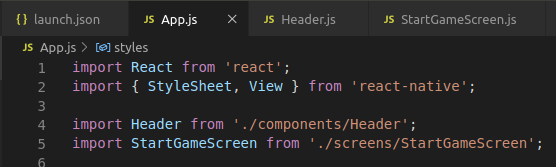 { } launch.json
JS App.js ×
JS Header.js
JS StartGameScreen.js
JS App.js > styles
1 import React from 'react';
2 import { StyleSheet, View } from 'react-native';
3
4 import Header from './components/Header';
5 import StartGameScreen from './screens/StartGameScreen';
6